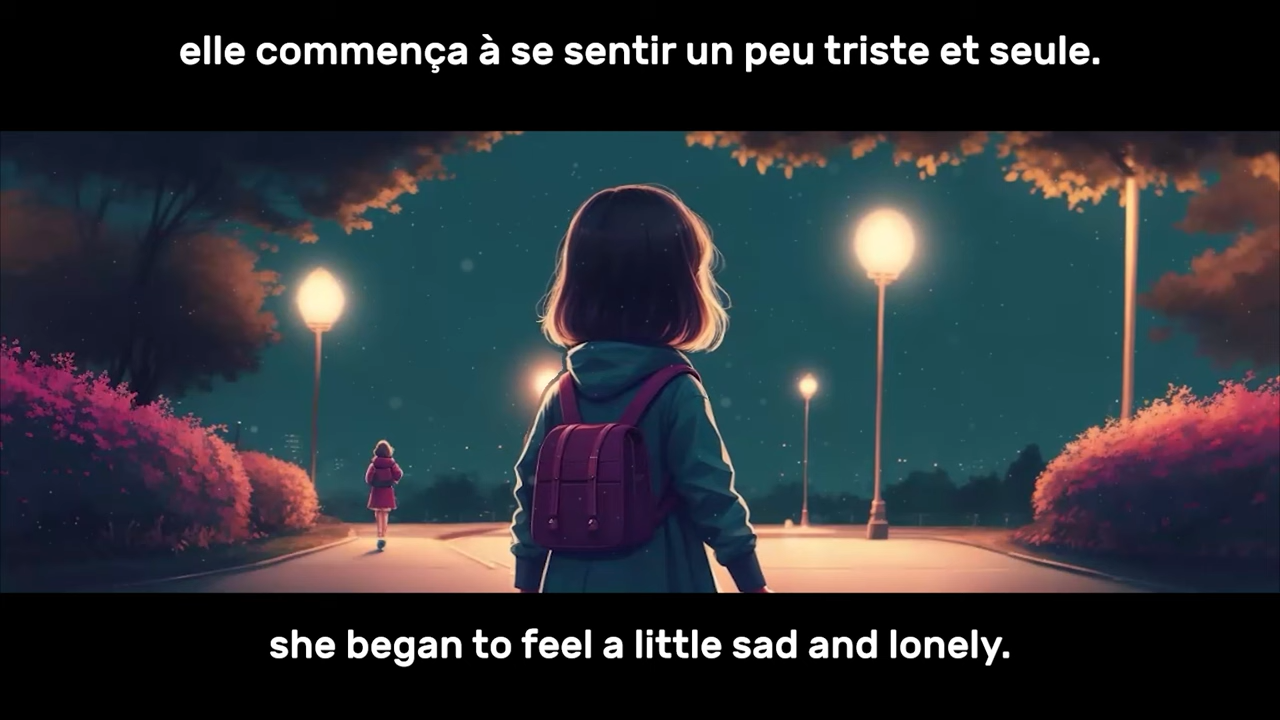 elle commença à se sentir un peu triste et seule.
she began to feel a little sad and lonely.